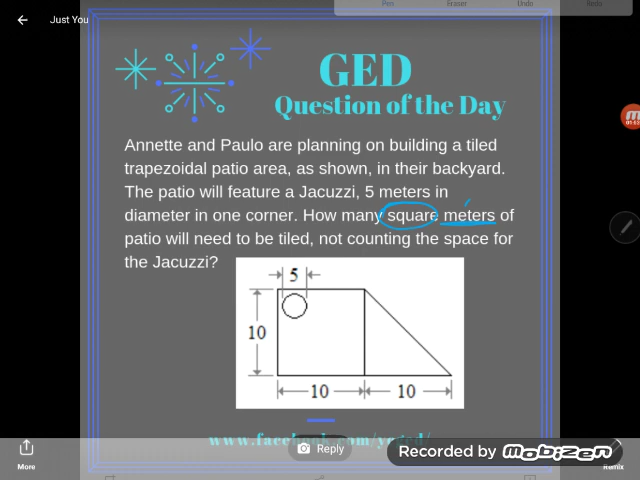 Pen Eraser Undo Redo
Just You
GED
Question of the Day
Annette and Paulo are planning on building a tiled
trapezoidal patio area, as shown, in their backyard.
The patio will feature a Jacuzzi, 5 meters in
diameter in one corner. How many square meters of
patio will need to be tiled, not counting the space for
the Jacuzzi?
5
10
10 10
Reply
Recorded by mobizen
More
Remix